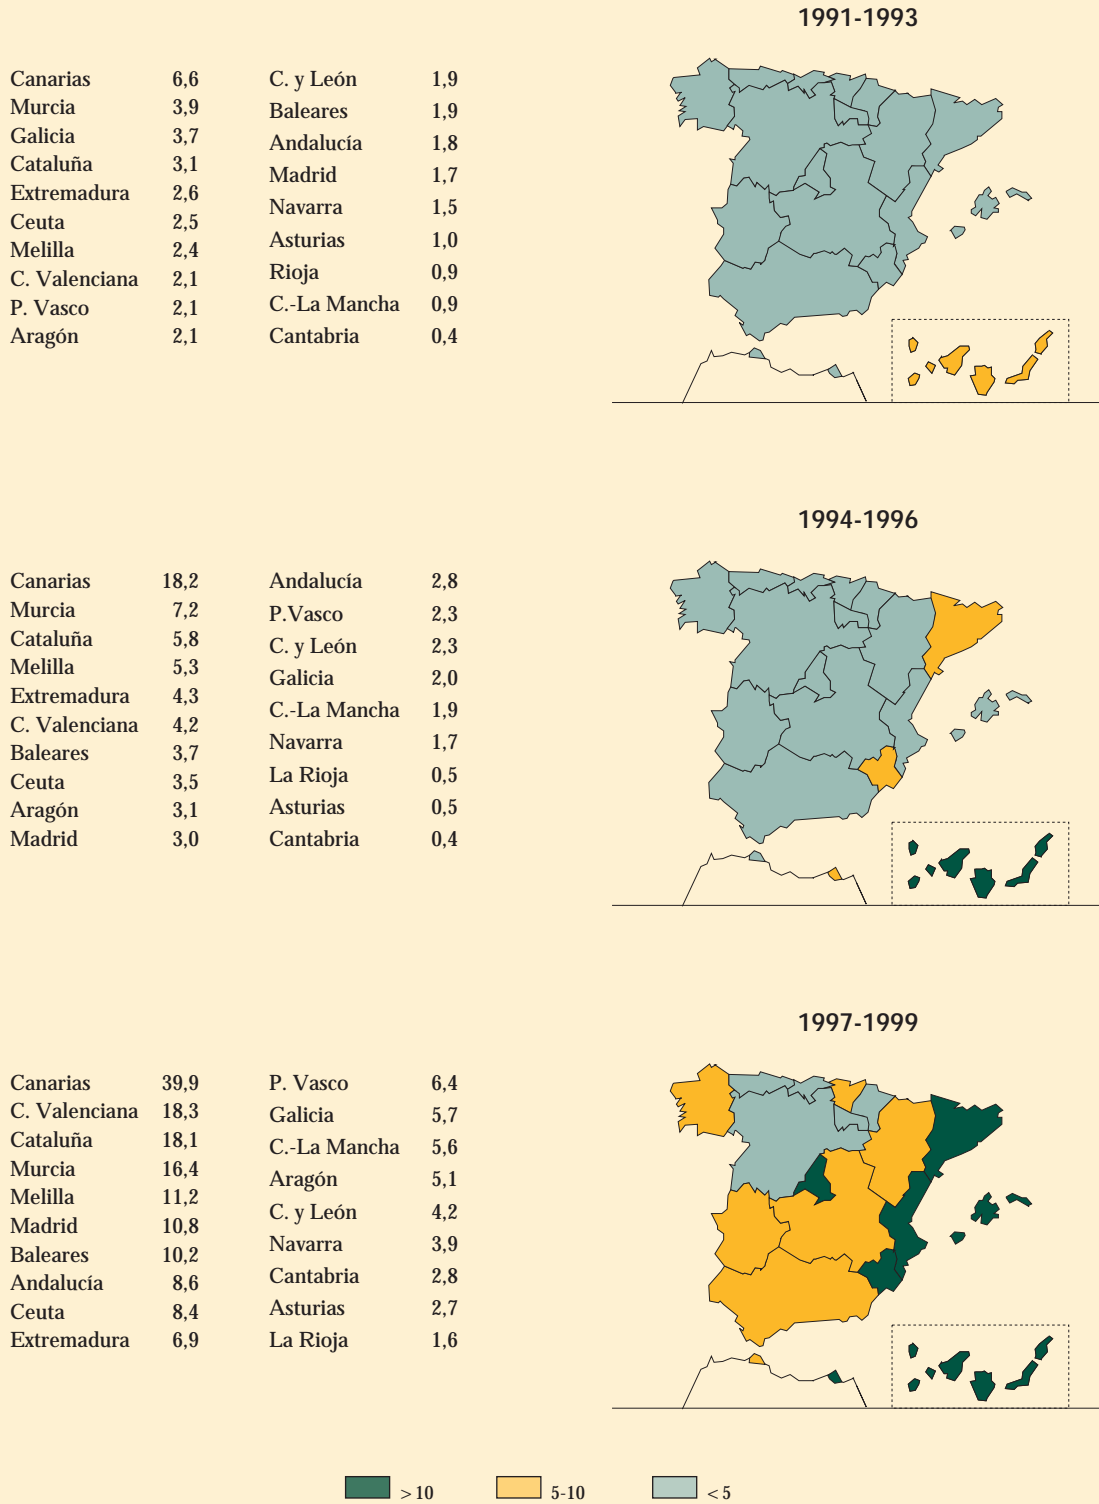 1991-1993
Canarias 6,6
Murcia 3,9
Galicia 3,7
Cataluña 3,1
Extremadura 2,6
Ceuta 2,5
Melilla 2,4
C. Valenciana 2,1
P. Vasco 2,1
Aragón 2,1
C. y León 1,9
Baleares 1,9
Andalucía 1,8
Madrid 1,7
Navarra 1,5
Asturias 1,0
Rioja 0,9
C.-La Mancha 0,9
Cantabria 0,4
1994-1996
Canarias 18,2
Murcia 7,2
Cataluña 5,8
Melilla 5,3
Extremadura 4,3
C. Valenciana 4,2
Baleares 3,7
Ceuta 3,5
Aragón 3,1
Madrid 3,0
Andalucía 2,8
P.Vasco 2,3
C. y León 2,3
Galicia 2,0
C.-La Mancha 1,9
Navarra 1,7
La Rioja 0,5
Asturias 0,5
Cantabria 0,4
1997-1999
Canarias 39,9
C. Valenciana 18,3
Cataluña 18,1
Murcia 16,4
Melilla 11,2
Madrid 10,8
Baleares 10,2
Andalucía 8,6
Ceuta 8,4
Extremadura 6,9
P. Vasco 6,4
Galicia 5,7
C.-La Mancha 5,6
Aragón 5,1
C. y León 4,2
Navarra 3,9
Cantabria 2,8
Asturias 2,7
La Rioja 1,6
>10 5-10 <5